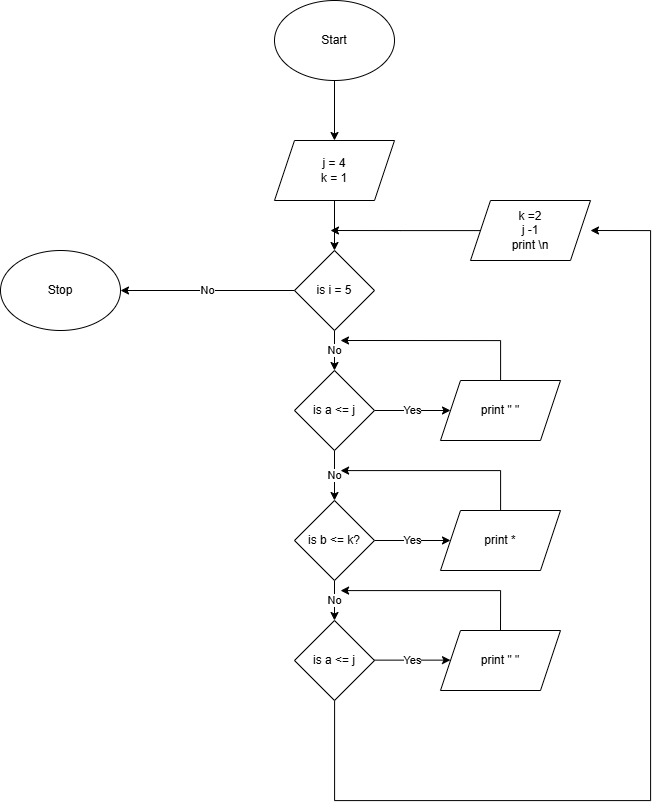 Start
j = 4
k = 1
k =2
j -1
print \n
Stop
No
is i = 5
No
is a <= j
Yes
print " "
No
is b <= k?
Yes
print *
No
is a <= j
Yes
print " "